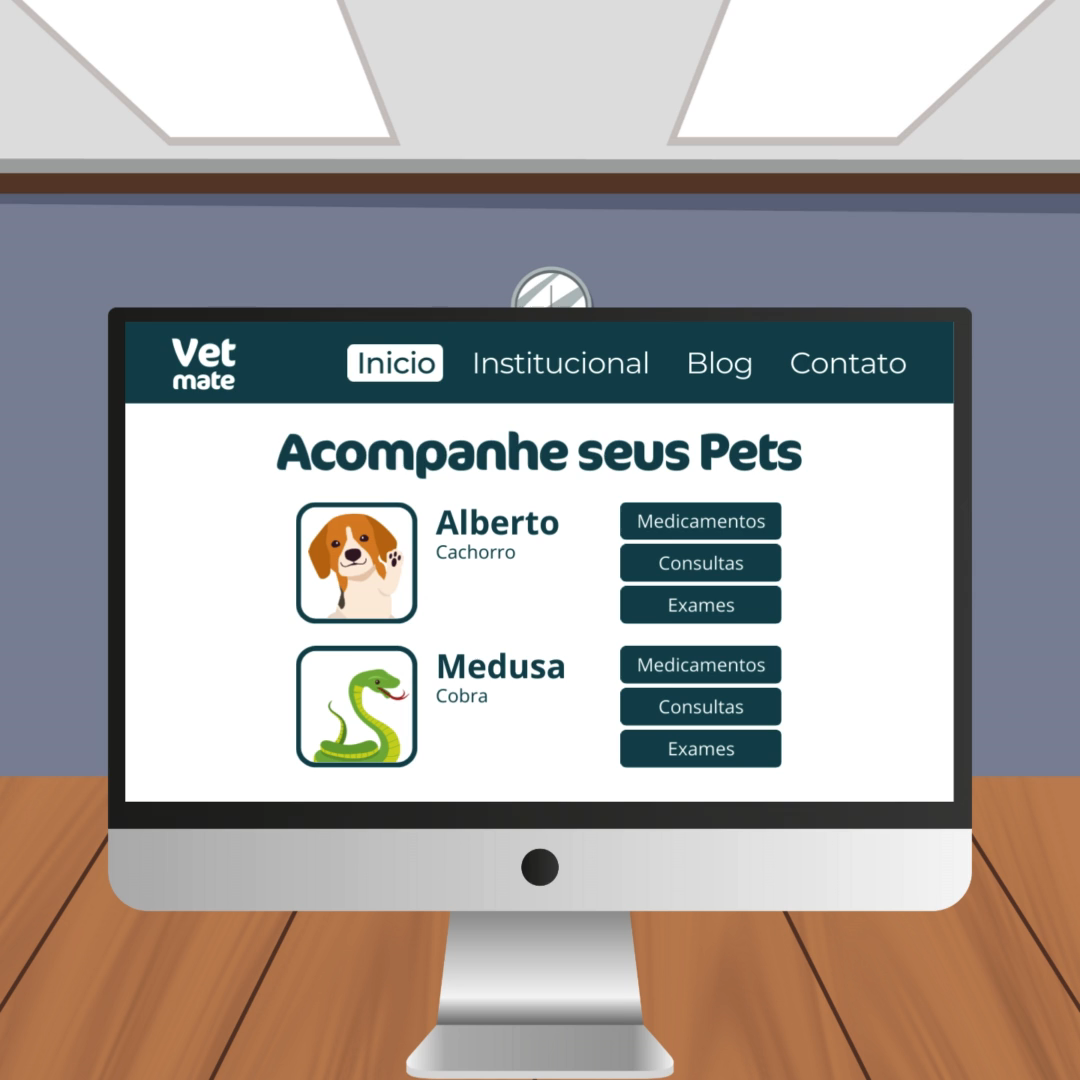 Vet
mate
Inicio
Institucional
Blog
Contato
Acompanhe seus Pets
Alberto
Cachorro
Medicamentos
Consultas
Exames
Medusa
Cobra
Medicamentos
Consultas
Exames